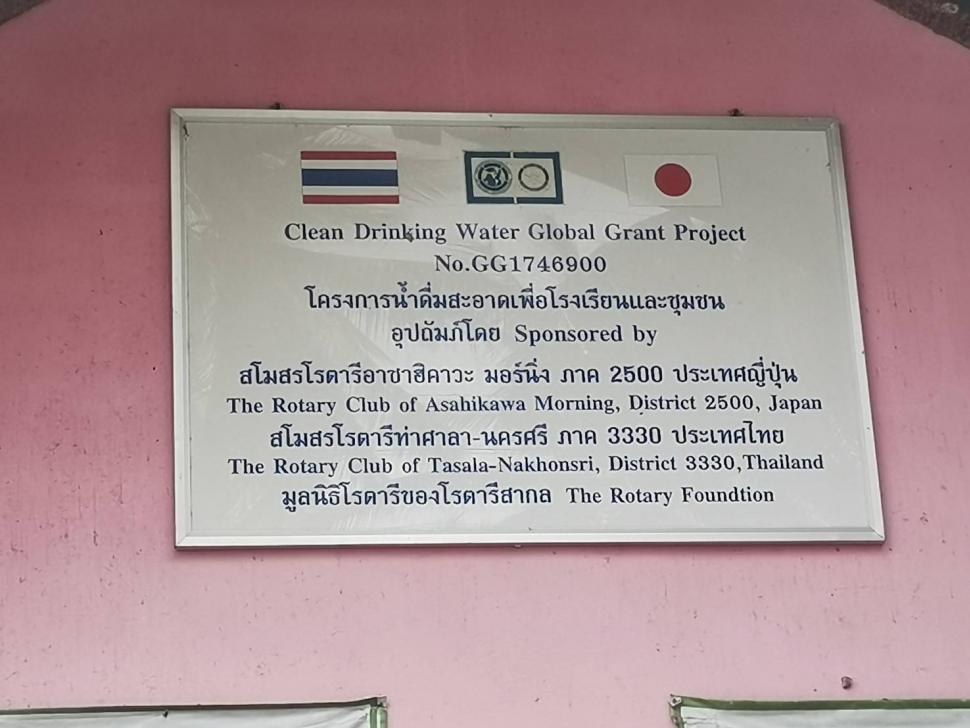 Clean Drinking Water Global Grant Project
No.GG1746900
โครงการน้ำดื่มสะอาดเพื่อโรงเรียนและชุมชน
อุปถัมภ์โดย Sponsored by
สโมสรโรตารีอาซาฮิคาวะ มอร์นิ่ง ภาค 2500 ประเทศญี่ปุ่น
The Rotary Club of Asahikawa Morning, District 2500, Japan
สโมสรโรตารีท่าศาลา-นครศรี ภาค 3330 ประเทศไทย
The Rotary Club of Tasala-Nakhonsri, District 3330,Thailand
มูลนิธิโรตารีของโรตารีสากล The Rotary Foundtion